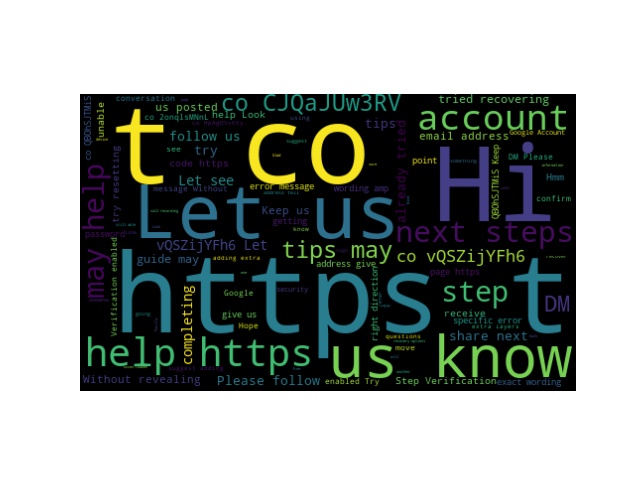 conversation
us posted
co CJQaJUw3RV
tried recovering
co 2onqlsMNnL
help Look
unable
t co
account
follow us
tips
email address
Google Account
see
try
code https
Hi
point
DM Please
co QBOhSJTMiS
QBOhSJTMiS Keep
already tried
Let see
Hmm
try resetting
may help
message Without
error message
wording amp
confirm
Let us
Keep us
getting
know
next steps
password
vQSZijYFh6 Let
tips may
co vQSZijYFh6
Verification enabled
guide may
adding extra
address give
page https
https t
right direction
Google
security
step
DM
completing
give us
receive
specific error
extra layers
Hope
questions
share next
move
help https
us know
Without revealing
Please follow
enabled Try
Step Verification
exact wording